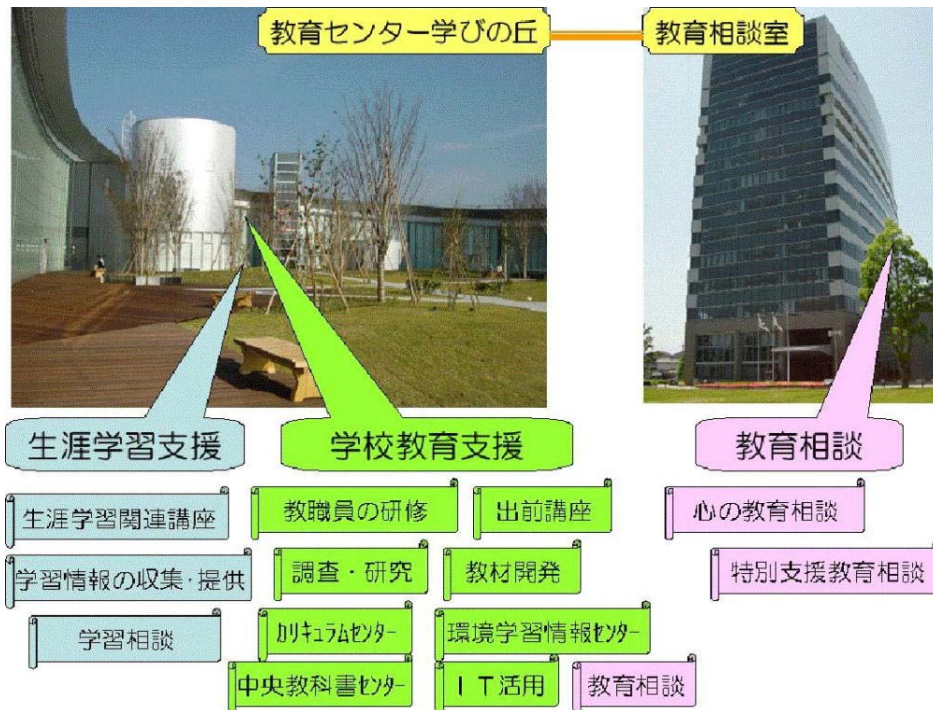 教育センター学びの丘
教育相談室
生涯学習支援
学校教育支援
教育相談
生涯学習関連講座
教職員の研修
出前講座
心の教育相談
学習情報の収集・提供
調査・研究
教材開発
特別支援教育相談
学習相談
ｶﾘｷｭﾗﾑｾﾝﾀｰ
環境学習情報ｾﾝﾀｰ
中央教科書ｾﾝﾀｰ
ＩＴ活用
教育相談